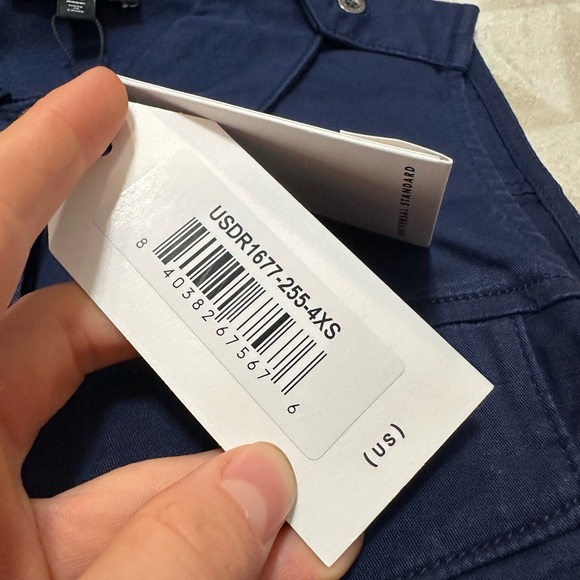 UNIVERSAL STANDARD
USDR1677-255-4XS
8 40382 67567 6
(us)